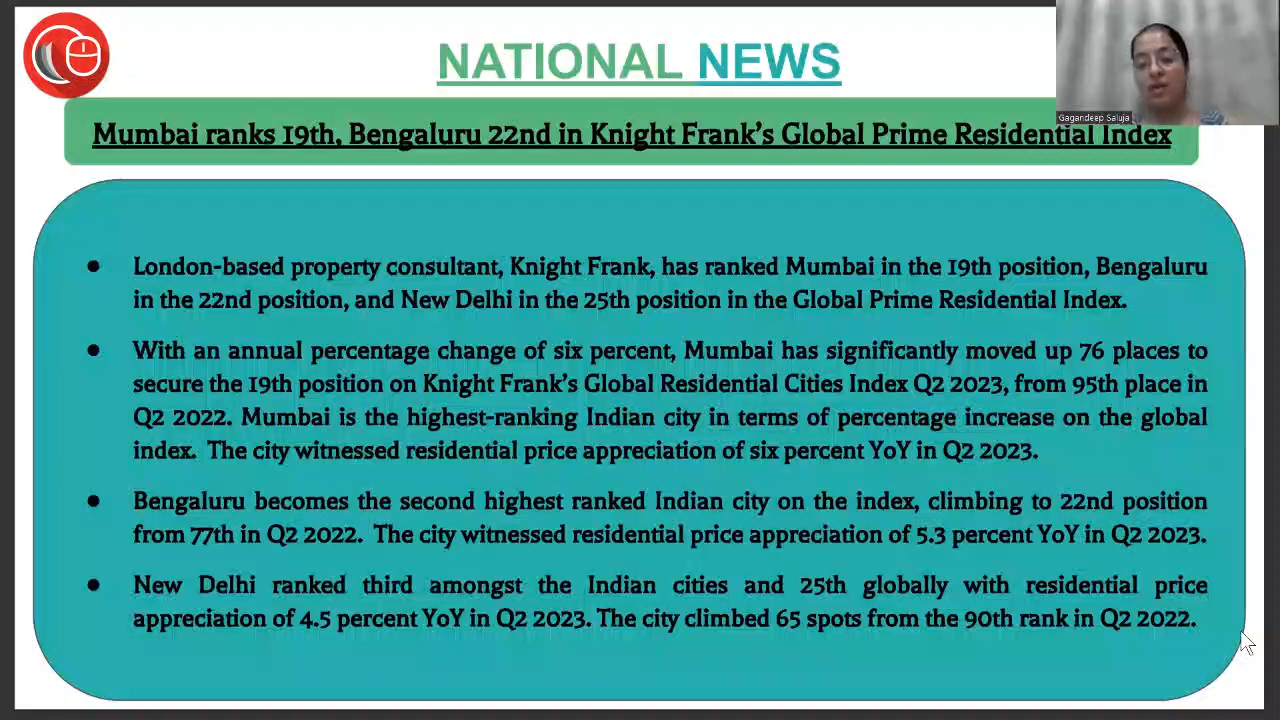 NATIONAL NEWS
Gagandeep Saluja
Mumbai ranks 19th, Bengaluru 22nd in Knight Frank's Global Prime Residential Index
● London-based property consultant, Knight Frank, has ranked Mumbai in the 19th position, Bengaluru
in the 22nd position, and New Delhi in the 25th position in the Global Prime Residential Index.
● With an annual percentage change of six percent, Mumbai has significantly moved up 76 places to
secure the 19th position on Knight Frank's Global Residential Cities Index Q2 2023, from 95th place in
Q2 2022. Mumbai is the highest-ranking Indian city in terms of percentage increase on the global
index. The city witnessed residential price appreciation of six percent YoY in Q2 2023.
● Bengaluru becomes the second highest ranked Indian city on the index, climbing to 22nd position
from 77th in Q2 2022. The city witnessed residential price appreciation of 5.3 percent YoY in Q2 2023.
● New Delhi ranked third amongst the Indian cities and 25th globally with residential price
appreciation of 4.5 percent YoY in Q2 2023. The city climbed 65 spots from the 90th rank in Q2 2022.